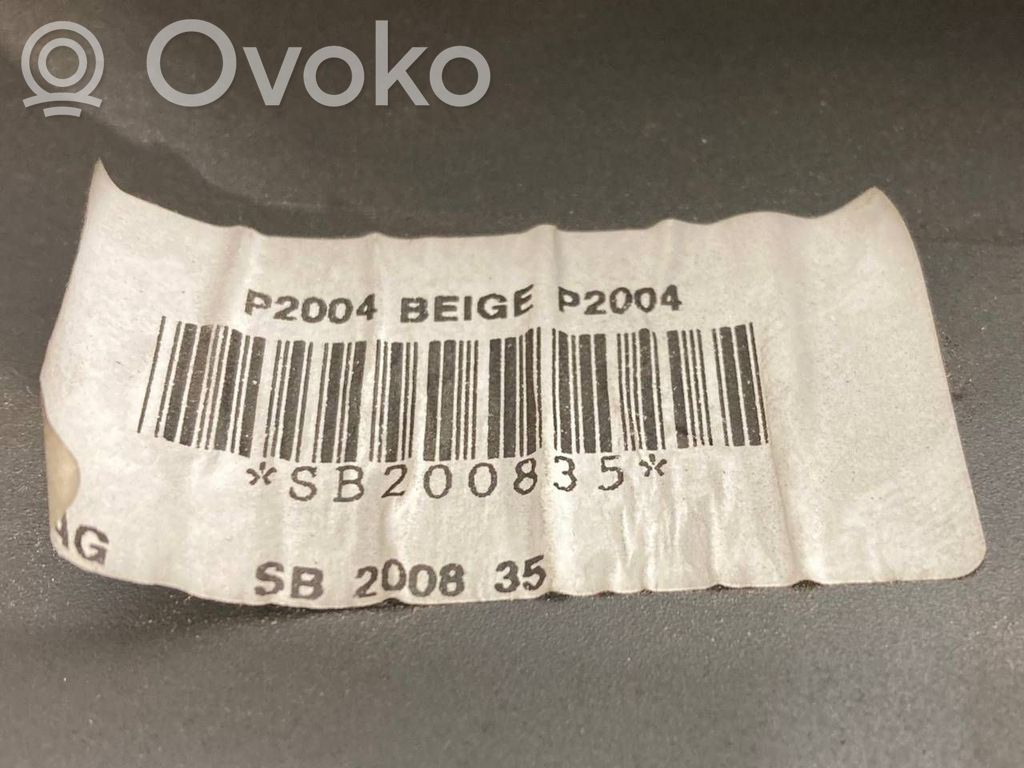 Ovoko
P2004 BEIGE P2004
*SB200835*
AG
SB 2008 35